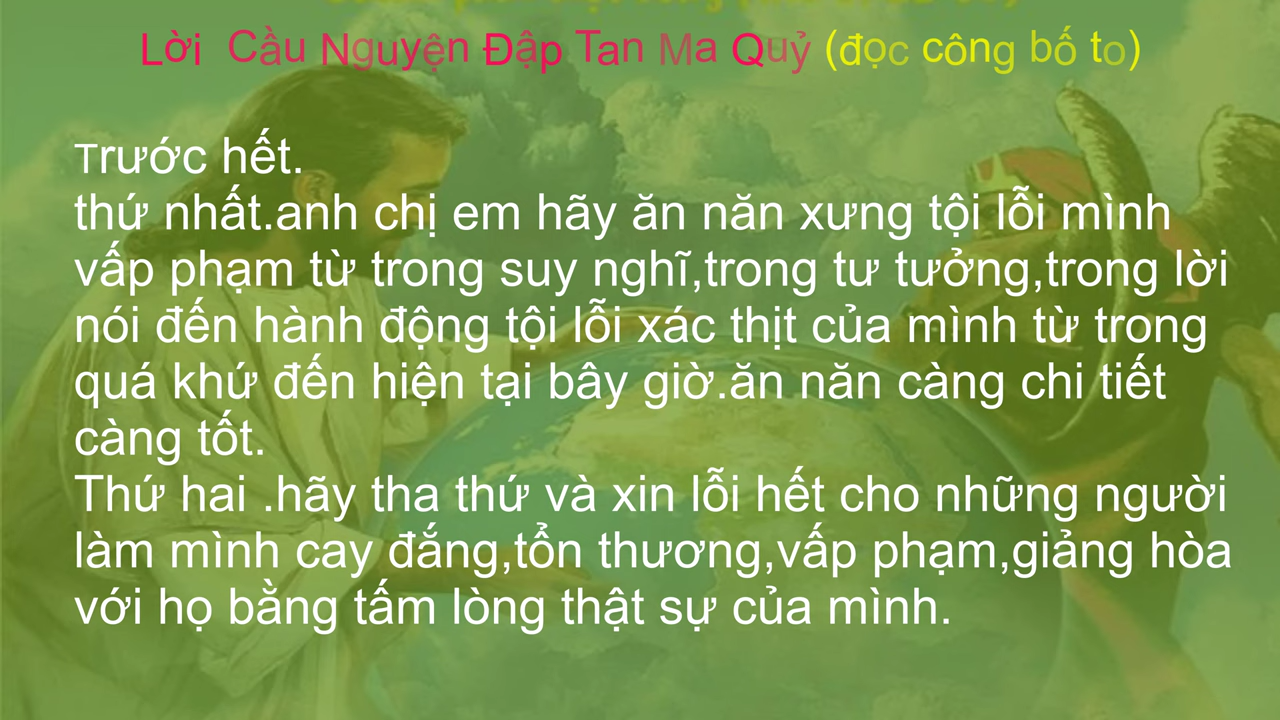 Lời Cầu Nguyện Đập Tan Ma Quỷ (đọc công bố to)
Trước hết.
thứ nhất.anh chị em hãy ăn năn xưng tội lỗi mình
vấp phạm từ trong suy nghĩ,trong tư tưởng,trong lời
nói đến hành động tội lỗi xác thịt của mình từ trong
quá khứ đến hiện tại bây giờ.ăn năn càng chi tiết
càng tốt.
Thứ hai .hãy tha thứ và xin lỗi hết cho những người
làm mình cay đắng,tổn thương,vấp phạm,giảng hòa
với họ bằng tấm lòng thật sự của mình.